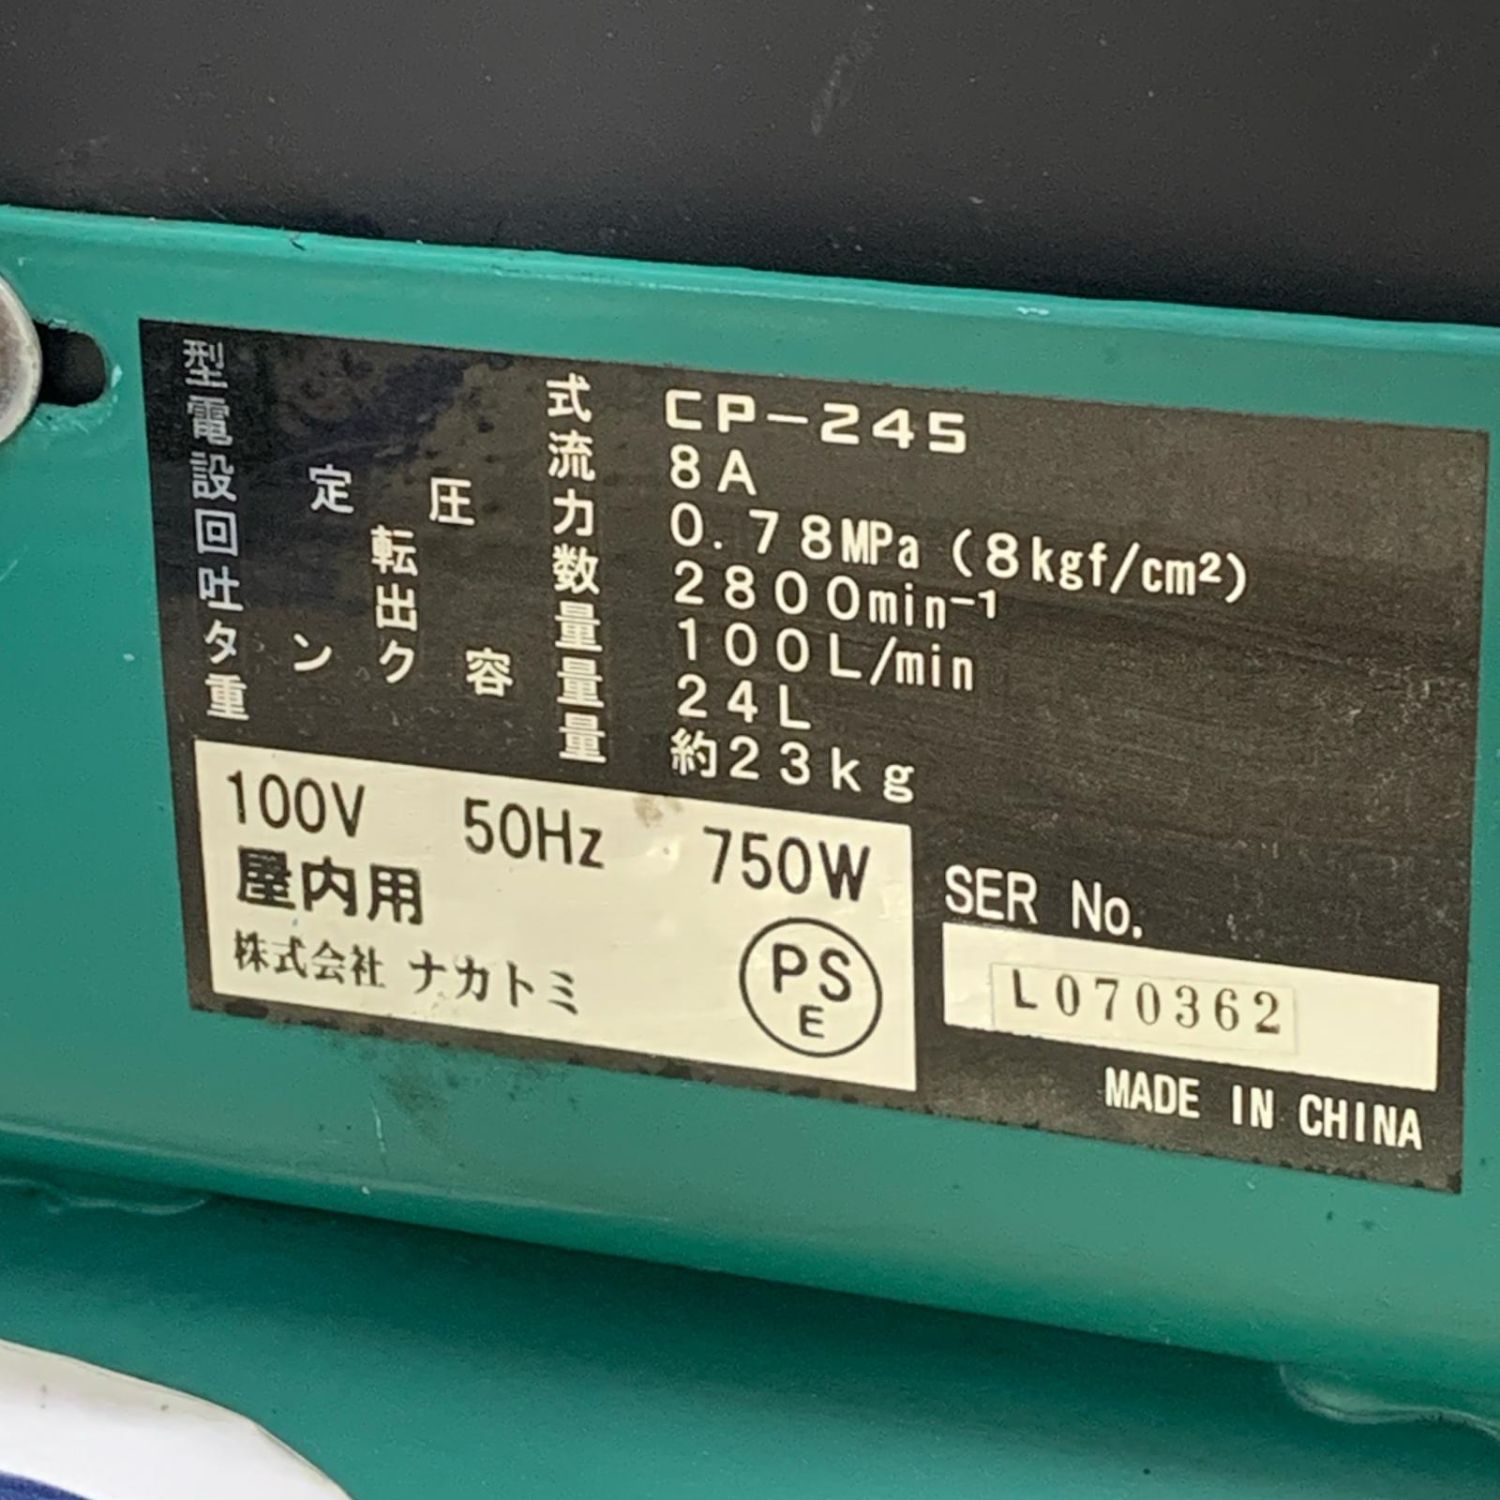 型式 CP-245
電流 8A
設定圧力 0.78MPa (8kgf/cm²)
回転数 2800min⁻¹
吐出量 100L/min
タンク容量 24L
重量 約23kg
100V 50Hz 750W
屋内用
株式会社 ナカトミ
PS
E
SER No.
L070362
MADE IN CHINA